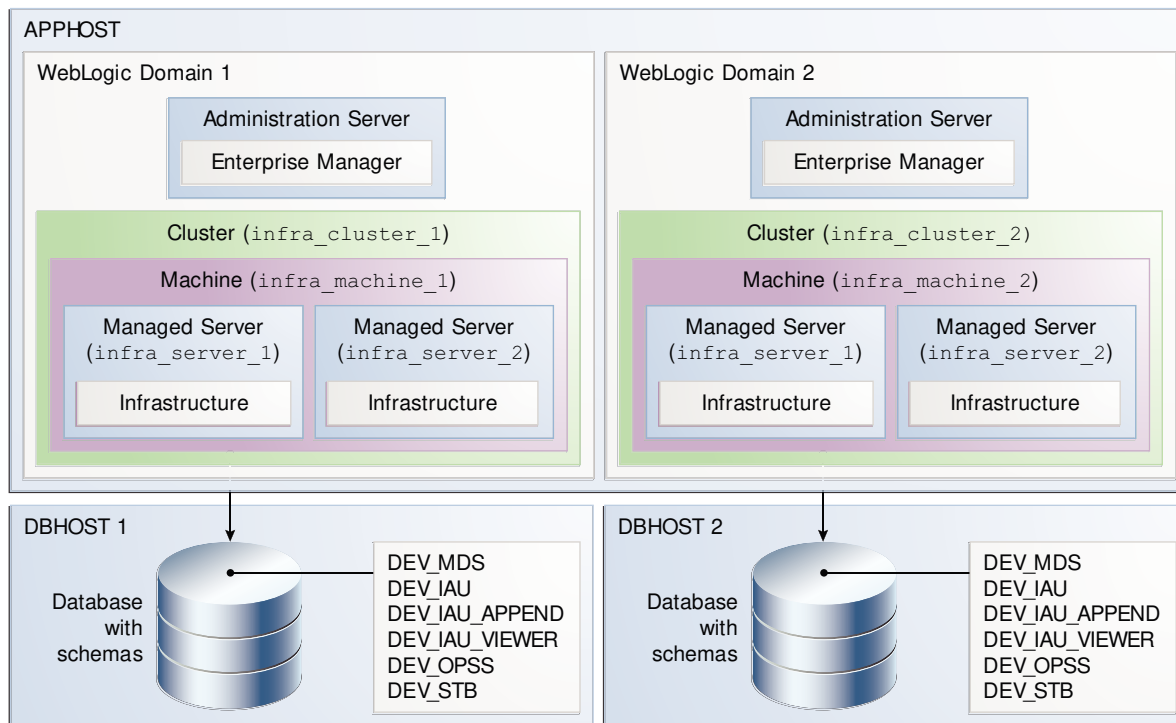 APPHOST
WebLogic Domain 1
Administration Server
Enterprise Manager
Cluster (infra_cluster_1)
Machine (infra_machine_1)
Managed Server
(infra_server_1)
Infrastructure
Managed Server
(infra_server_2)
Infrastructure
WebLogic Domain 2
Administration Server
Enterprise Manager
Cluster (infra_cluster_2)
Machine (infra_machine_2)
Managed Server
(infra_server_1)
Infrastructure
Managed Server
(infra_server_2)
Infrastructure
DBHOST 1
Database
with
schemas
DEV_MDS
DEV_IAU
DEV_IAU_APPEND
DEV_IAU_VIEWER
DEV_OPSS
DEV_STB
DBHOST 2
Database
with
schemas
DEV_MDS
DEV_IAU
DEV_IAU_APPEND
DEV_IAU_VIEWER
DEV_OPSS
DEV_STB